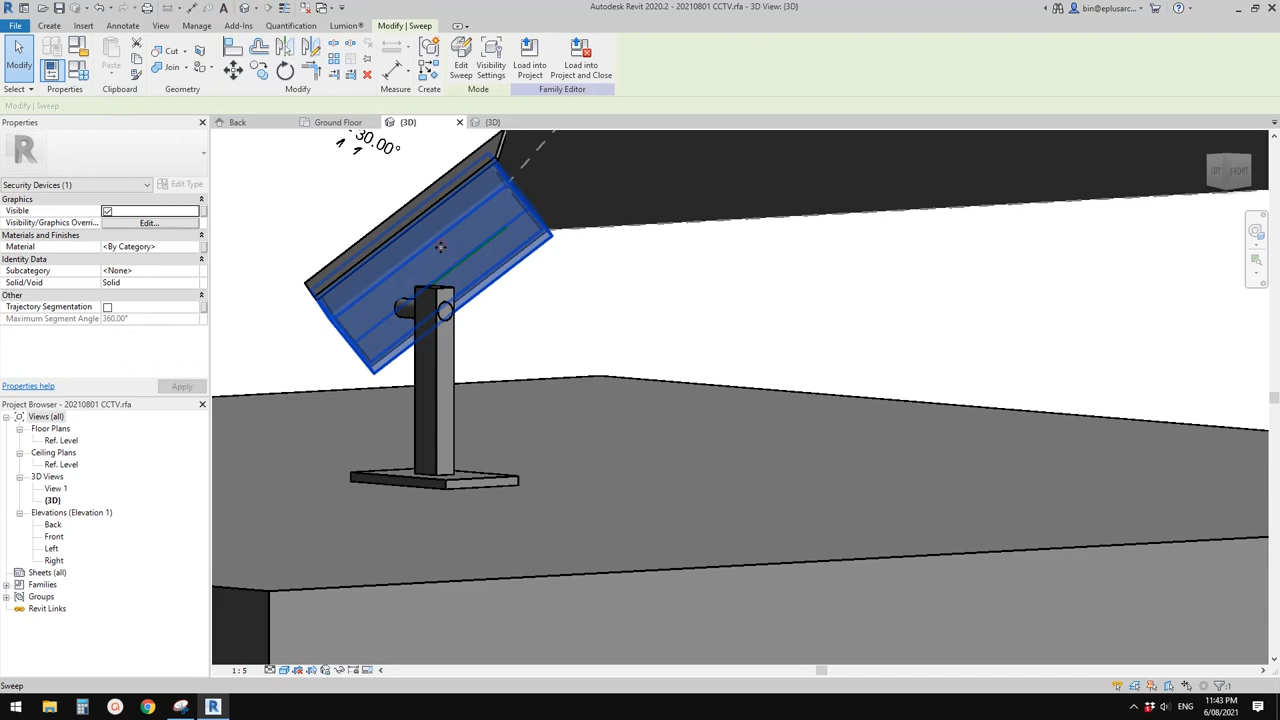 Autodesk Revit 2020.2 - 20210801 CCTV.rfa - 3D View: {3D}
bin@eplusarc...
File Create Insert Annotate View Manage Add-Ins Quantification Lumion® Modify | Sweep
Modify
Paste
Cut
Join
Edit Sweep
Visibility Settings
Load into Project
Load into Project and Close
Select Properties Clipboard Geometry Modify Measure Create Mode Family Editor
Modify | Sweep
Properties
Back
Ground Floor
{3D}
{3D}
30.00°
FRONT
Security Devices (1)
Edit Type
Graphics
Visible
Visibility/Graphics Overri...
Edit...
Materials and Finishes
Material
<By Category>
Identity Data
Subcategory
<None>
Solid/Void
Solid
Other
Trajectory Segmentation
Maximum Segment Angle
360.00°
Properties help
Apply
Project Browser - 20210801 CCTV.rfa
Views (all)
Floor Plans
Ref. Level
Ceiling Plans
Ref. Level
3D Views
View 1
{3D}
Elevations (Elevation 1)
Back
Front
Left
Right
Sheets (all)
Families
Groups
Revit Links
1 : 5
Sweep
:1
ENG
11:43 PM
6/08/2021